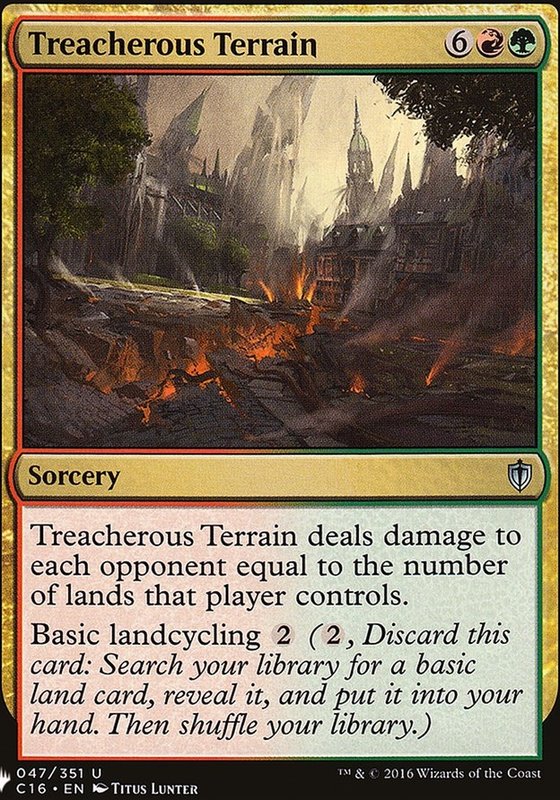 Treacherous Terrain 6
Sorcery
Treacherous Terrain deals damage to
each opponent equal to the number
of lands that player controls.
Basic landcycling 2 (2, Discard this
card: Search your library for a basic
land card, reveal it, and put it into your
hand. Then shuffle your library.)
047/351 U
C16 • EN Titus Lunter
™ & © 2016 Wizards of the Coast